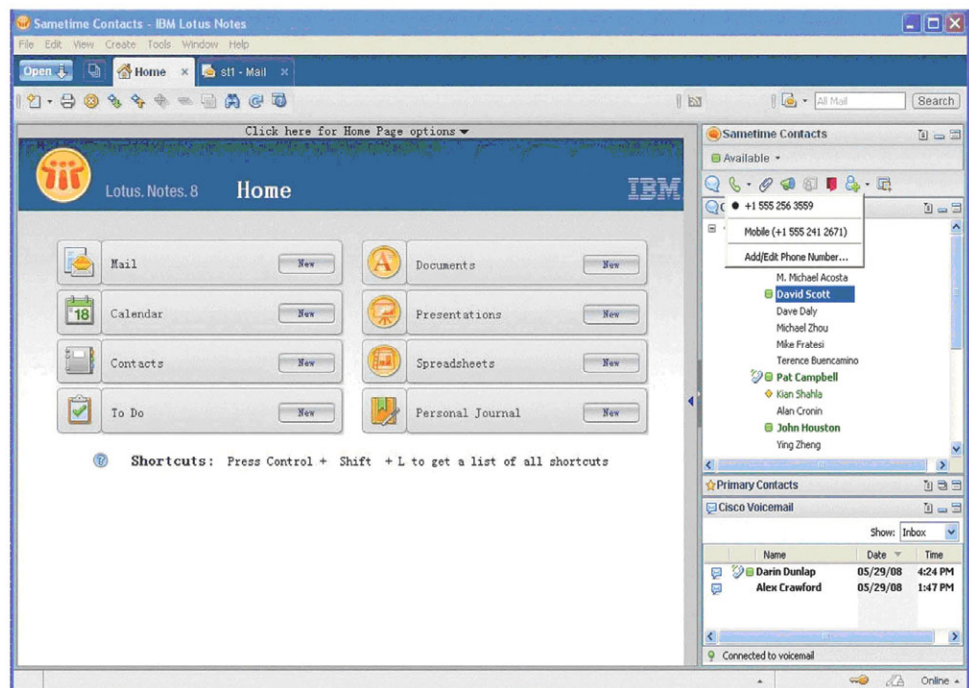 Sametime Contacts - IBM Lotus Notes
File Edit View Create Tools Window Help
Open
Home
st1 - Mail
All Mail
Search
Click here for Home Page options
Lotus. Notes. 8
Home
IBM
Mail New
Documents New
18
Calendar New
Presentations New
Contacts New
Spreadsheets New
To Do New
Personal Journal New
Shortcuts: Press Control + Shift + L to get a list of all shortcuts
Sametime Contacts
Available
+1 555 256 3559
Mobile (+1 555 241 2671)
Add/Edit Phone Number...
M. Michael Acosta
David Scott
Dave Daly
Michael Zhou
Mike Fratesi
Terence Buencamino
Pat Campbell
Kian Shahla
Alan Cronin
John Houston
Ying Zheng
Primary Contacts
Cisco Voicemail
Show: Inbox
Name Date Time
Darin Dunlap 05/29/08 4:24 PM
Alex Crawford 05/29/08 1:47 PM
Connected to voicemail
Online